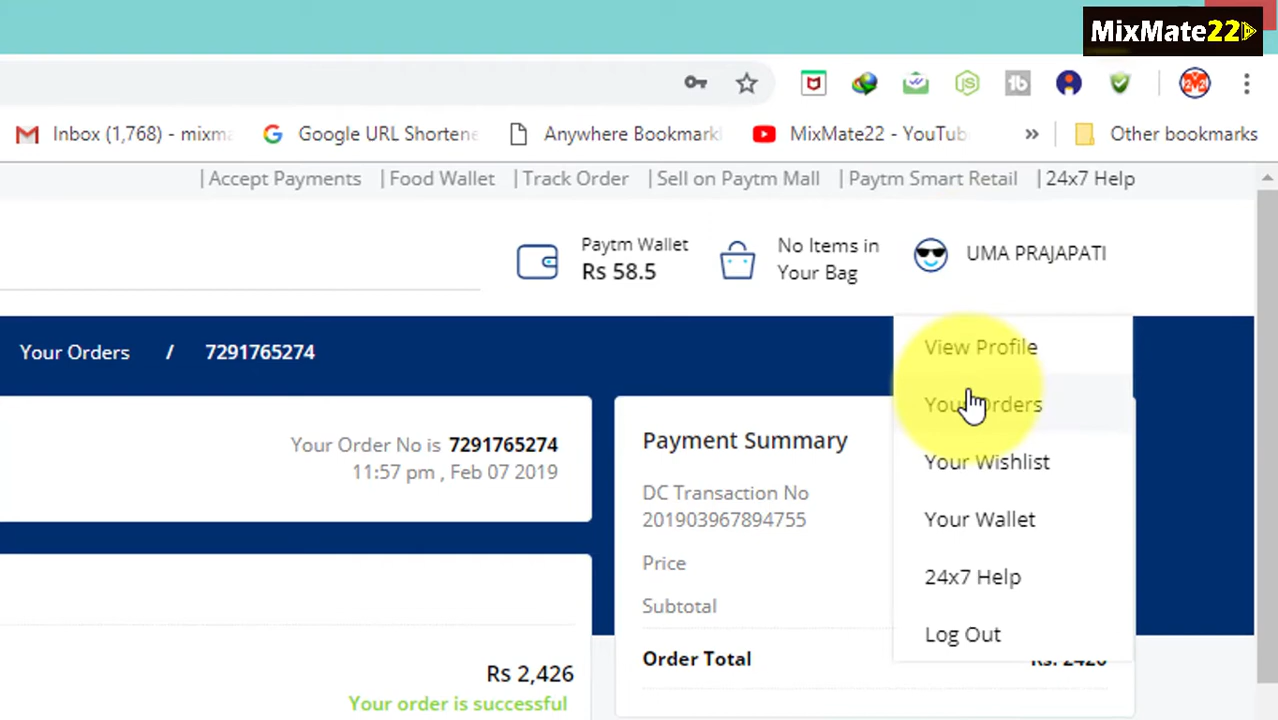 MixMate22
Inbox (1,768) - mixma
Google URL Shortene
Anywhere Bookmarkl
MixMate22 - YouTub
»
Other bookmarks
|Accept Payments |Food Wallet |Track Order |Sell on Paytm Mall |Paytm Smart Retail |24x7 Help
Paytm Wallet
Rs 58.5
No Items in
Your Bag
UMA PRAJAPATI
Your Orders / 7291765274
View Profile
Your Orders
Your Wishlist
Your Wallet
24x7 Help
Log Out
Your Order No is 7291765274
11:57 pm , Feb 07 2019
Payment Summary
DC Transaction No
201903967894755
Price
Subtotal
Order Total Rs. 2426
Rs 2,426
Your order is successful